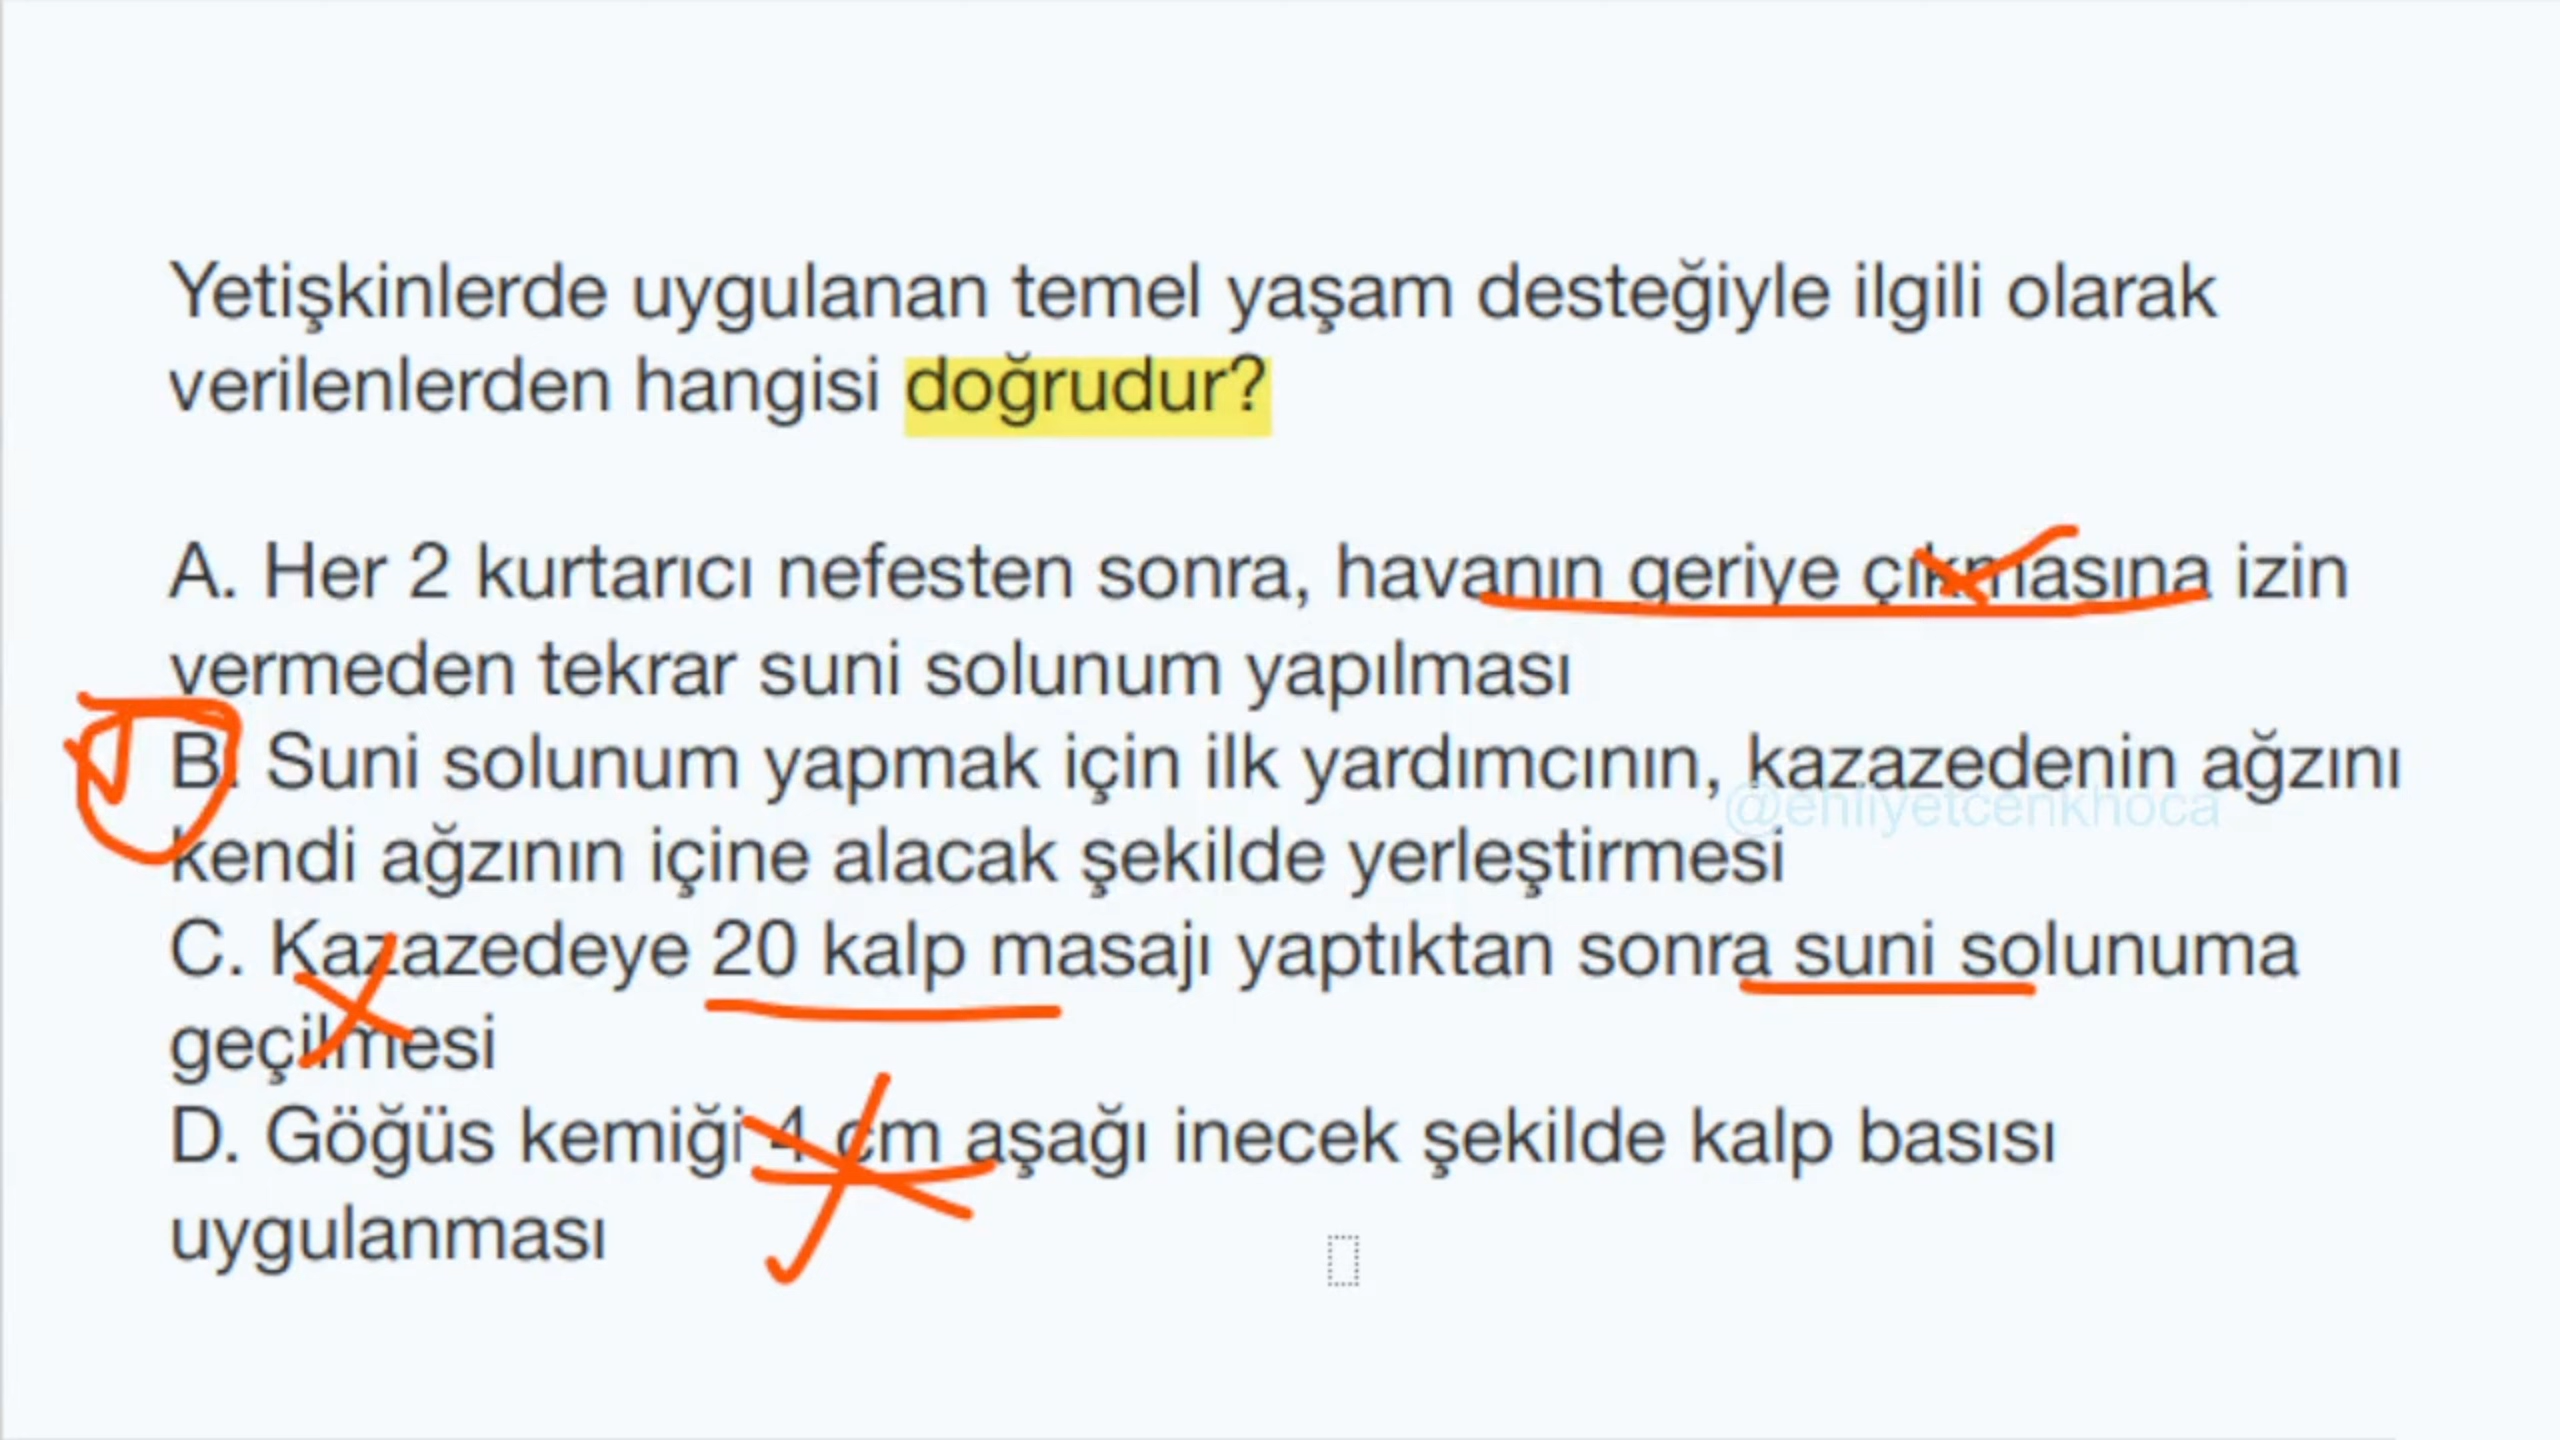 Yetişkinlerde uygulanan temel yaşam desteğiyle ilgili olarak
verilenlerden hangisi doğrudur?
A. Her 2 kurtarıcı nefesten sonra, havanın geriye çıkmasına izin
vermeden tekrar suni solunum yapılması
B. Suni solunum yapmak için ilk yardımcının, kazazedenin ağzını
@ehliyetcenkhoca
kendi ağzının içine alacak şekilde yerleştirmesi
C. Kazazedeye 20 kalp masajı yaptıktan sonra suni solunuma
geçilmesi
D. Göğüs kemiği 4 cm aşağı inecek şekilde kalp basısı
uygulanması